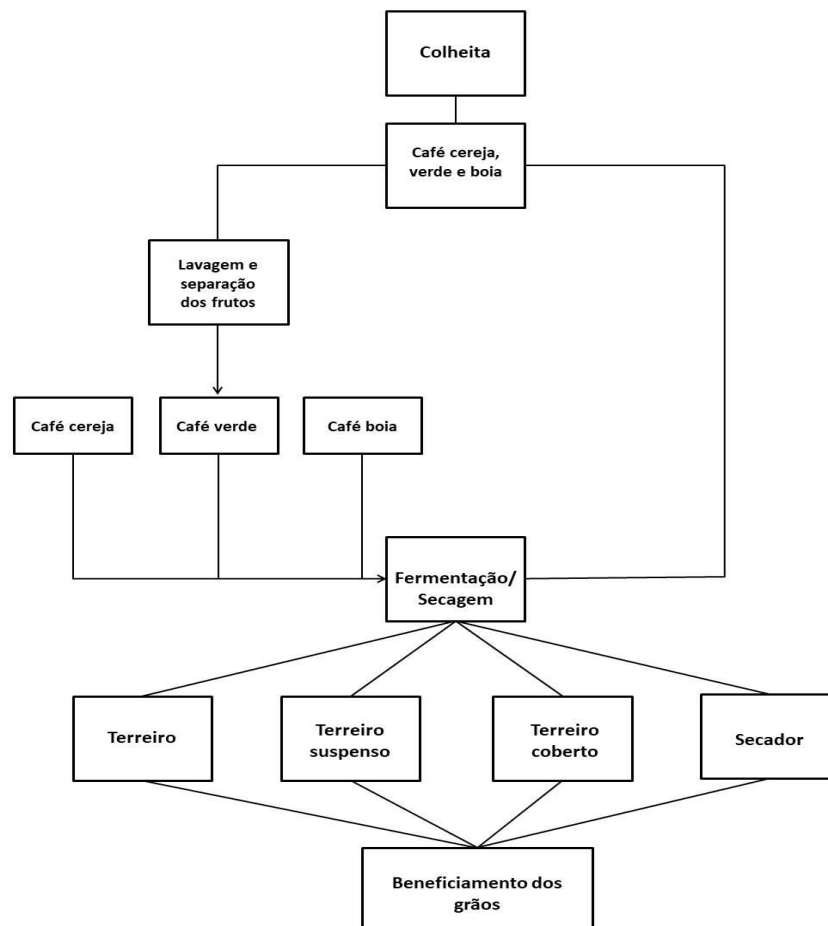 Colheita
Café cereja,
verde e boia
Lavagem e
separação
dos frutos
Café cereja
Café verde
Café boia
Fermentação/
Secagem
Terreiro
Terreiro
suspenso
Terreiro
coberto
Secador
Beneficiamento dos
grãos